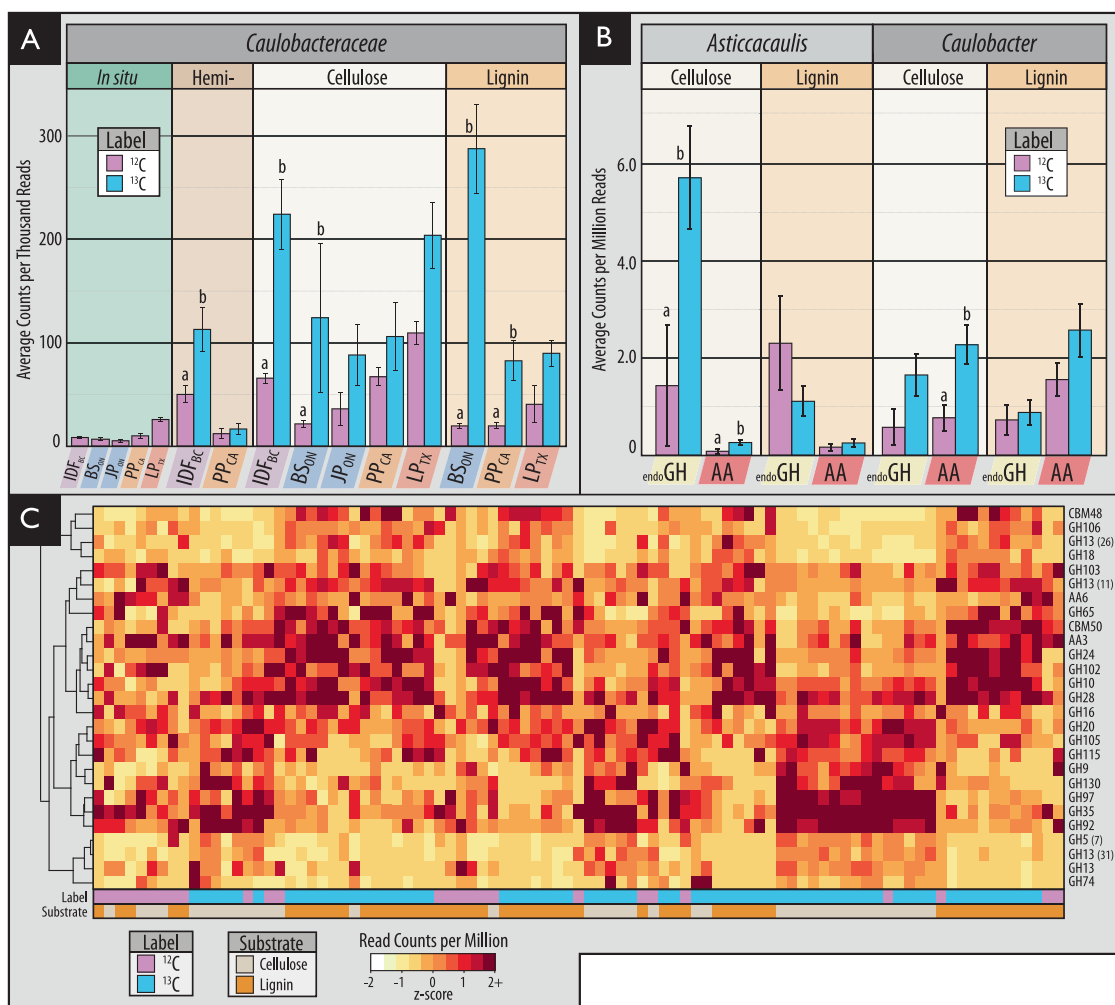 A
Caulobacteraceae
In situ Hemi- Cellulose Lignin
Average Counts per Thousand Reads
300
200
100
0
Label
12C
13C
b
a
b
a
b
a
b
a
b
a
IDFBC BSON JPON PPCA LPTX IDFBC PPCA IDFBC BSON JPON PPCA LPTX BSON PPCA LPTX
B
Asticcacaulis Caulobacter
Cellulose Lignin Cellulose Lignin
Average Counts per Million Reads
6.0
4.0
2.0
0
Label
12C
13C
a
b
a
b
a
b
endoGH AA endoGH AA endoGH AA endoGH AA
C
CBM48
GH106
GH13 (26)
GH18
GH103
GH13 (11)
AA6
GH65
CBM50
AA3
GH24
GH102
GH10
GH28
GH16
GH20
GH105
GH115
GH9
GH130
GH97
GH35
GH92
GH5 (7)
GH13 (31)
GH13
GH74
Label
Substrate
Label
12C
13C
Substrate
Cellulose
Lignin
Read Counts per Million
-2 -1 0 1 2+
z-score